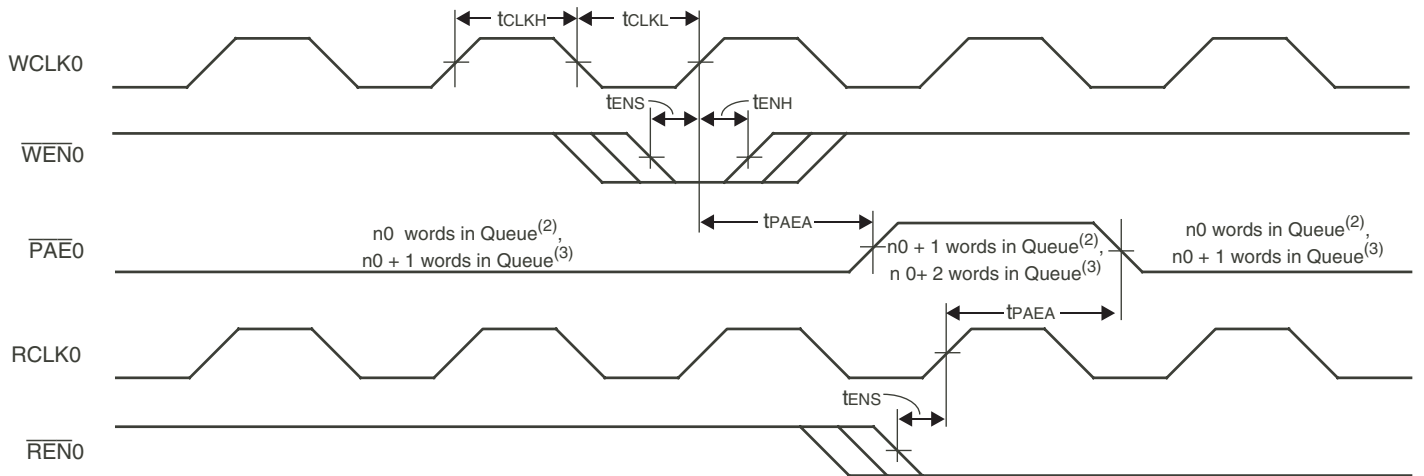 tCLKH
tCLKL
WCLK0
tENS
tENH
WEN0
tPAEA
PAE0
n0 words in Queue(2),
n0 + 1 words in Queue(3)
n0 + 1 words in Queue(2),
n 0+ 2 words in Queue(3)
n0 words in Queue(2),
n0 + 1 words in Queue(3)
tPAEA
RCLK0
tENS
REN0